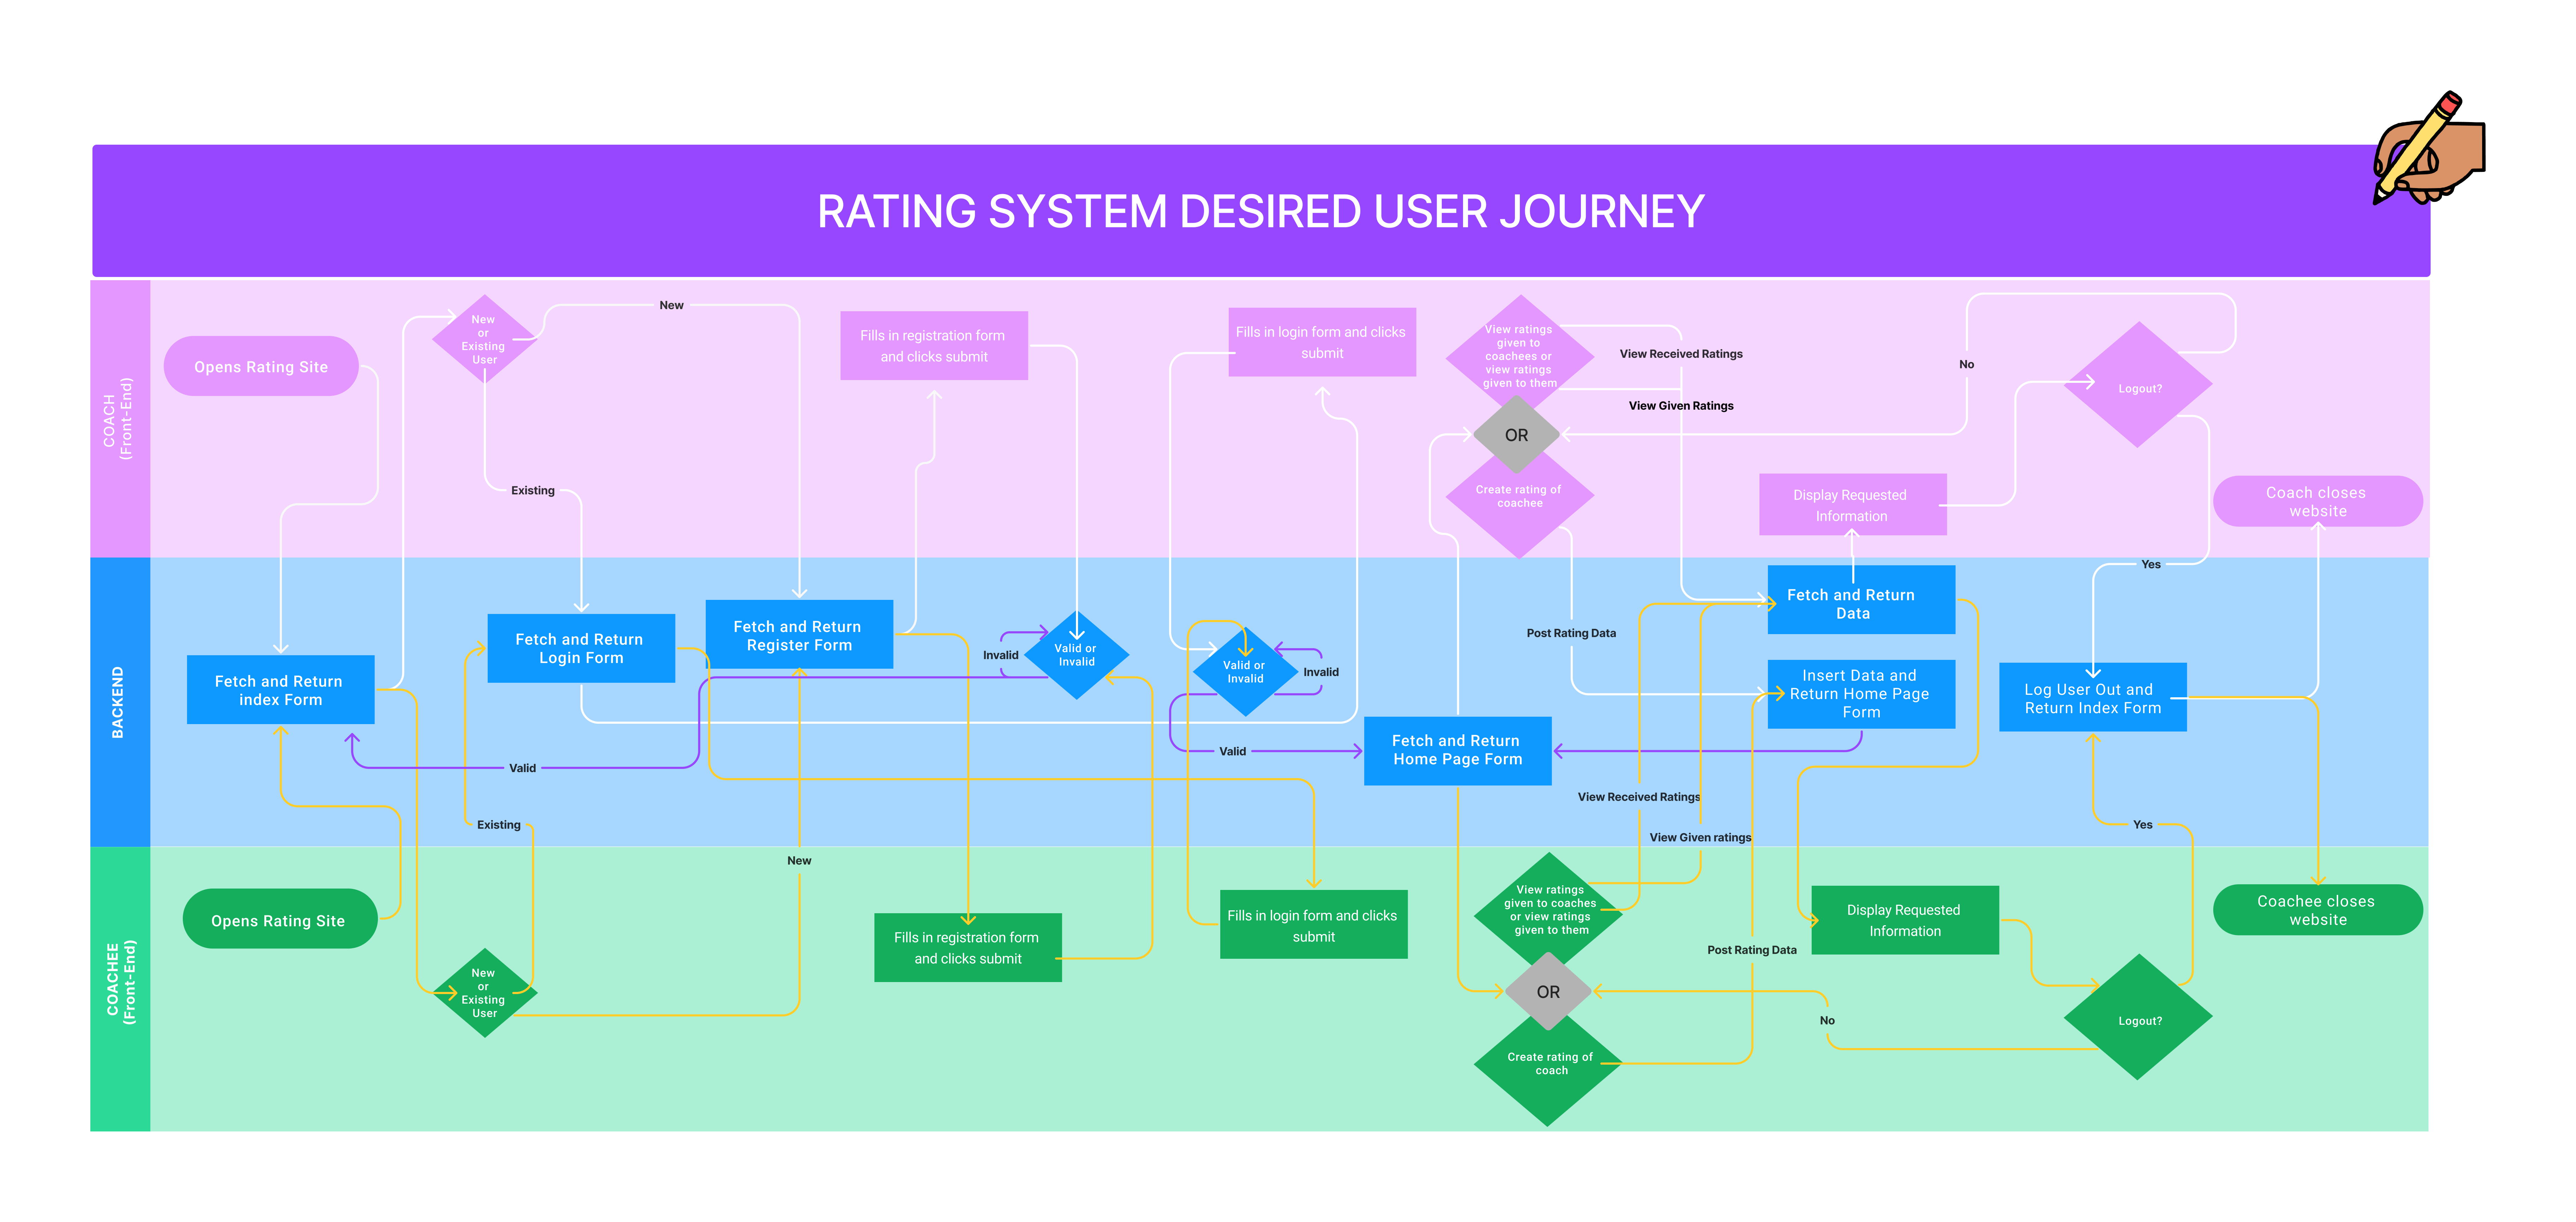 RATING SYSTEM DESIRED USER JOURNEY
COACH
(Front-End)
Opens Rating Site
New
or
Existing
User
New
Existing
Fills in registration form
and clicks submit
Fills in login form and clicks
submit
View ratings
given to
coachees or
view ratings
given to them
OR
Create rating of
coachee
View Received Ratings
View Given Ratings
No
Logout?
Display Requested
Information
Coach closes
website
Yes
BACKEND
Fetch and Return
index Form
Fetch and Return
Login Form
Fetch and Return
Register Form
Invalid
Valid or
Invalid
Valid or
Invalid
Invalid
Post Rating Data
Fetch and Return
Data
Insert Data and
Return Home Page
Form
Log User Out and
Return Index Form
Fetch and Return
Home Page Form
Valid
Valid
View Received Ratings
View Given ratings
Existing
Yes
New
COACHEE
(Front-End)
Opens Rating Site
New
or
Existing
User
Fills in registration form
and clicks submit
Fills in login form and clicks
submit
View ratings
given to coaches
or view ratings
given to them
OR
Create rating of
coach
Post Rating Data
Display Requested
Information
No
Logout?
Coachee closes
website